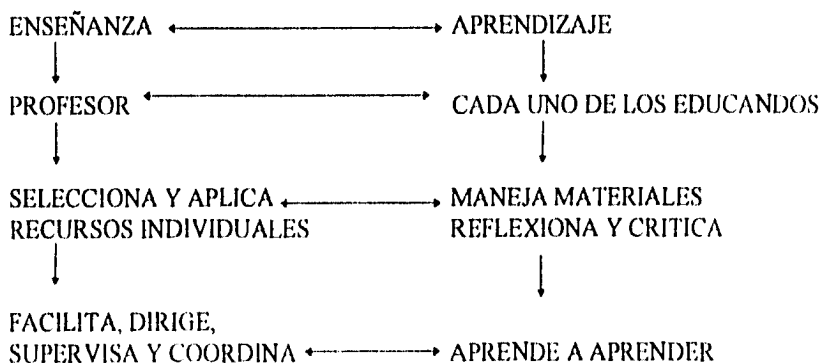 ENSEÑANZA
APRENDIZAJE
PROFESOR
CADA UNO DE LOS EDUCANDOS
SELECCIONA Y APLICA
RECURSOS INDIVIDUALES
MANEJA MATERIALES
REFLEXIONA Y CRITICA
FACILITA, DIRIGE,
SUPERVISA Y COORDINA
APRENDE A APRENDER